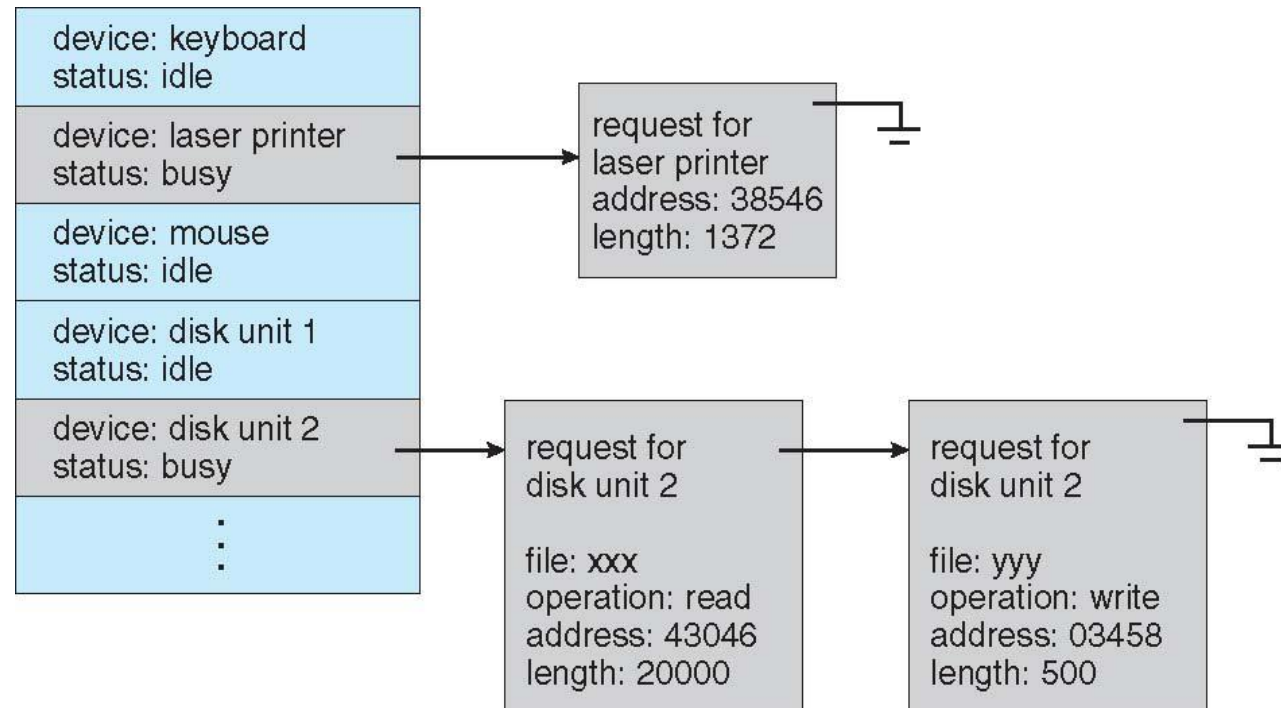 device: keyboard
status: idle
device: laser printer
status: busy
request for
laser printer
address: 38546
length: 1372
device: mouse
status: idle
device: disk unit 1
status: idle
device: disk unit 2
status: busy
request for
disk unit 2
file: xxx
operation: read
address: 43046
length: 20000
request for
disk unit 2
file: yyy
operation: write
address: 03458
length: 500